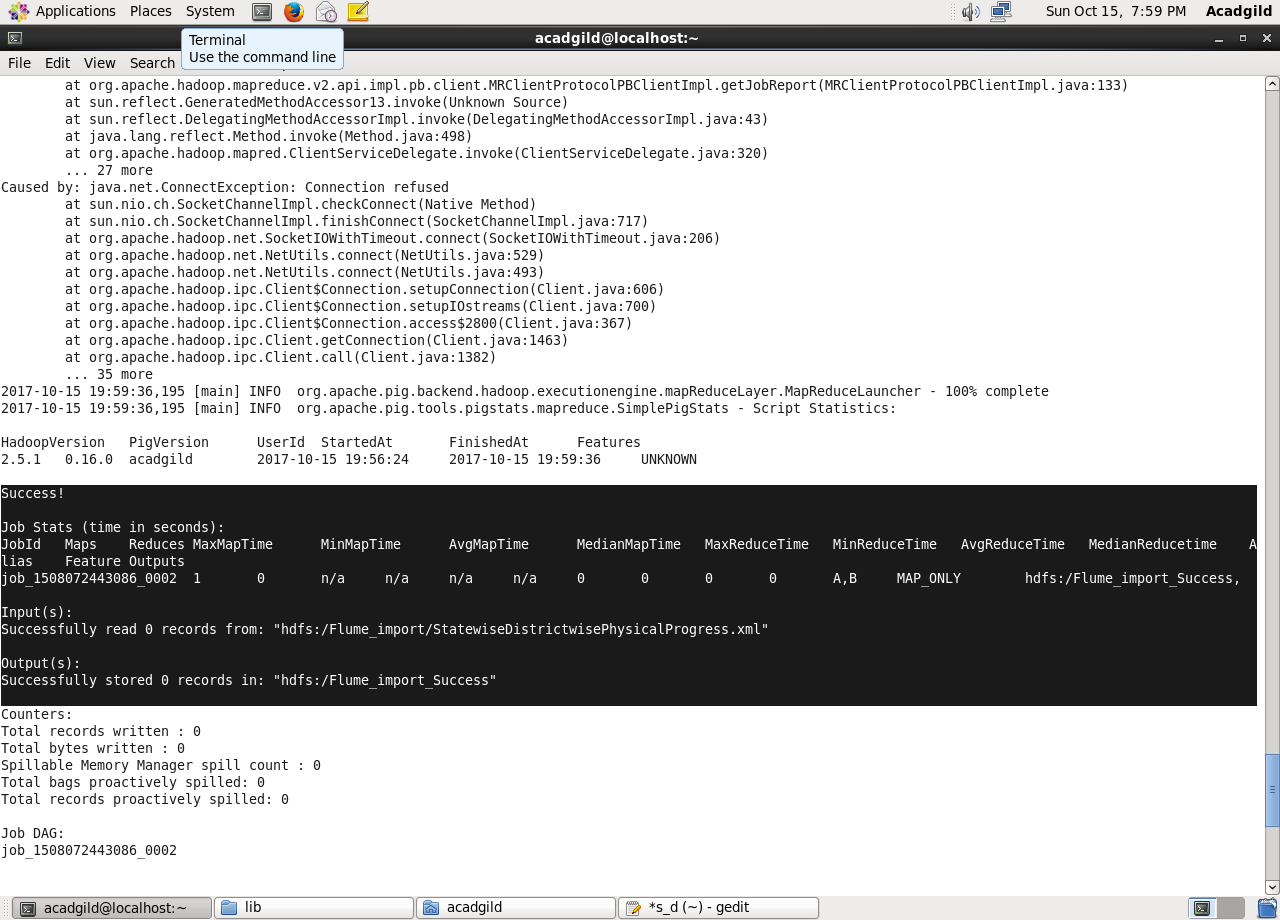 Applications Places System Sun Oct 15, 7:59 PM Acadgild
acadgild@localhost:~
File Edit View Search
Terminal
Use the command line
at org.apache.hadoop.mapreduce.v2.api.impl.pb.client.MRClientProtocolPBClientImpl.getJobReport(MRClientProtocolPBClientImpl.java:133)
at sun.reflect.GeneratedMethodAccessor13.invoke(Unknown Source)
at sun.reflect.DelegatingMethodAccessorImpl.invoke(DelegatingMethodAccessorImpl.java:43)
at java.lang.reflect.Method.invoke(Method.java:498)
at org.apache.hadoop.mapred.ClientServiceDelegate.invoke(ClientServiceDelegate.java:320)
... 27 more
Caused by: java.net.ConnectException: Connection refused
at sun.nio.ch.SocketChannelImpl.checkConnect(Native Method)
at sun.nio.ch.SocketChannelImpl.finishConnect(SocketChannelImpl.java:717)
at org.apache.hadoop.net.SocketIOWithTimeout.connect(SocketIOWithTimeout.java:206)
at org.apache.hadoop.net.NetUtils.connect(NetUtils.java:529)
at org.apache.hadoop.net.NetUtils.connect(NetUtils.java:493)
at org.apache.hadoop.ipc.Client$Connection.setupConnection(Client.java:606)
at org.apache.hadoop.ipc.Client$Connection.setupIOstreams(Client.java:700)
at org.apache.hadoop.ipc.Client$Connection.access$2800(Client.java:367)
at org.apache.hadoop.ipc.Client.getConnection(Client.java:1463)
at org.apache.hadoop.ipc.Client.call(Client.java:1382)
... 35 more
2017-10-15 19:59:36,195 [main] INFO  org.apache.pig.backend.hadoop.executionengine.mapReduceLayer.MapReduceLauncher - 100% complete
2017-10-15 19:59:36,195 [main] INFO  org.apache.pig.tools.pigstats.mapreduce.SimplePigStats - Script Statistics:
HadoopVersion PigVersion UserId StartedAt FinishedAt Features
2.5.1 0.16.0 acadgild 2017-10-15 19:56:24 2017-10-15 19:59:36 UNKNOWN
Success!
Job Stats (time in seconds):
JobId Maps Reduces MaxMapTime MinMapTime AvgMapTime MedianMapTime MaxReduceTime MinReduceTime AvgReduceTime MedianReducetime A
lias Feature Outputs
job_1508072443086_0002 1 0 n/a n/a n/a n/a 0 0 0 0 A,B MAP_ONLY hdfs:/Flume_import_Success,
Input(s):
Successfully read 0 records from: "hdfs:/Flume_import/StatewiseDistrictwisePhysicalProgress.xml"
Output(s):
Successfully stored 0 records in: "hdfs:/Flume_import_Success"
Counters:
Total records written : 0
Total bytes written : 0
Spillable Memory Manager spill count : 0
Total bags proactively spilled: 0
Total records proactively spilled: 0
Job DAG:
job_1508072443086_0002
acadgild@localhost:~ lib acadgild *s_d (~) - gedit